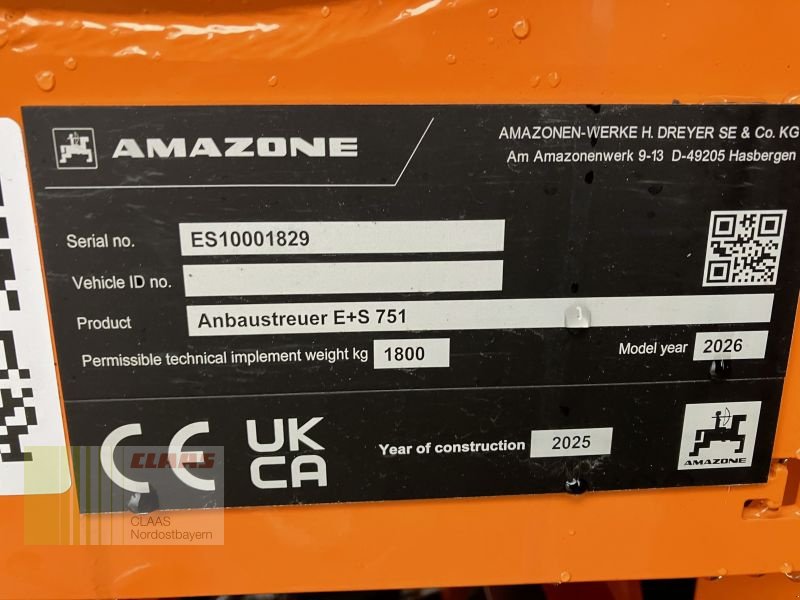 AMAZONE
AMAZONEN-WERKE H. DREYER SE & Co. KG
Am Amazonenwerk 9-13 D-49205 Hasbergen
Serial no. ES10001829
Vehicle ID no.
Product Anbaustreuer E+S 751
Permissible technical implement weight kg 1800
Model year 2026
CE
UK
CA
Year of construction 2025
AMAZONE
CLAAS
CLAAS
Nordostbayern